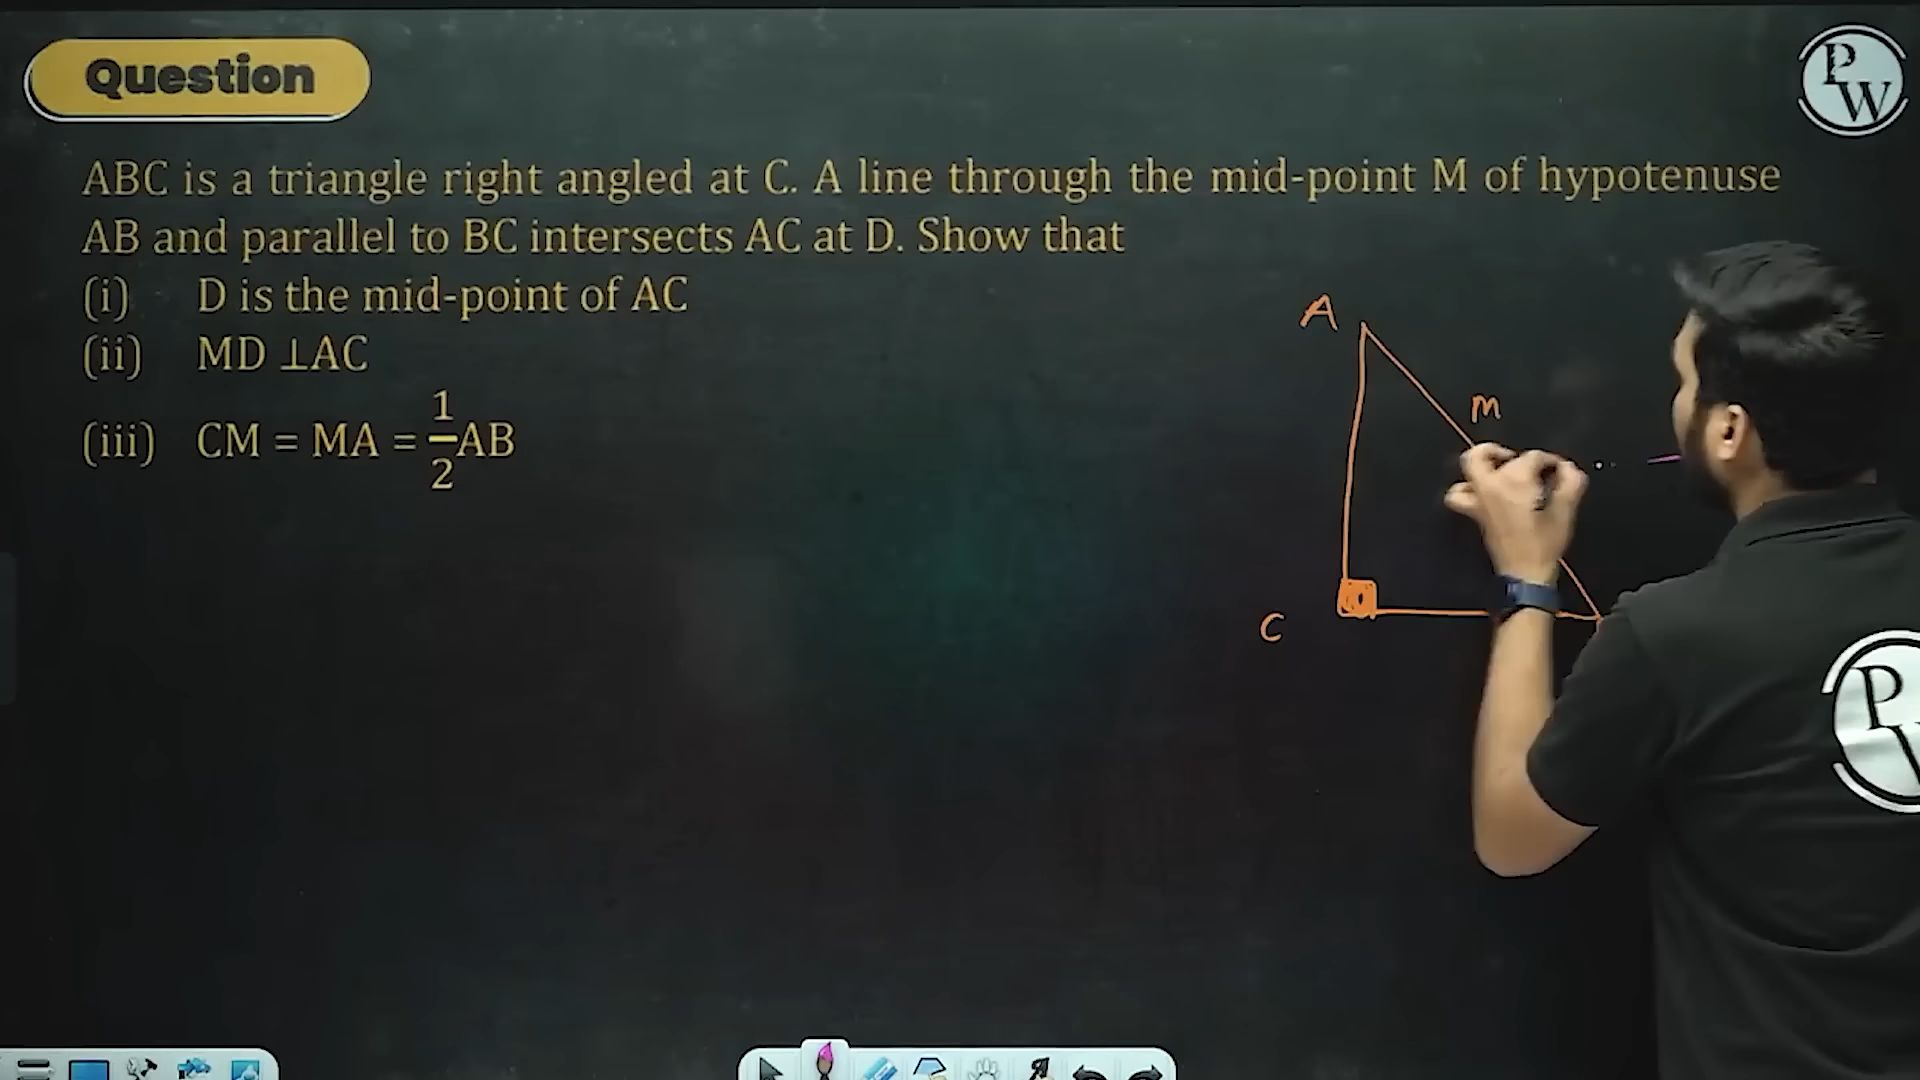 Question
PW
ABC is a triangle right angled at C. A line through the mid-point M of hypotenuse
AB and parallel to BC intersects AC at D. Show that
(i) D is the mid-point of AC
(ii) MD ⊥AC
(iii) CM = MA = 1/2 AB
A
M
C
P